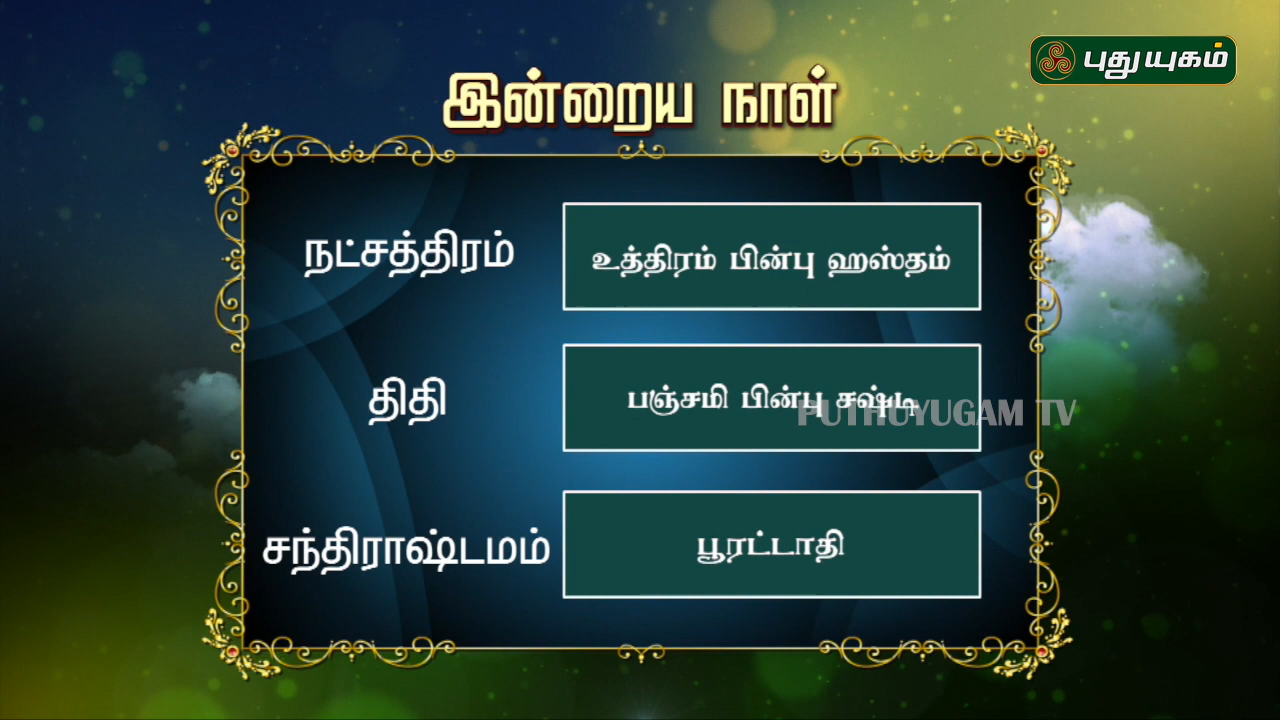 புதுயுகம்
இன்றைய நாள்
நட்சத்திரம்
உத்திரம் பின்பு ஹஸ்தம்
திதி
பஞ்சமி பின்பு சஷ்டி
PUTHUYUGAM TV
சந்திராஷ்டமம்
பூரட்டாதி